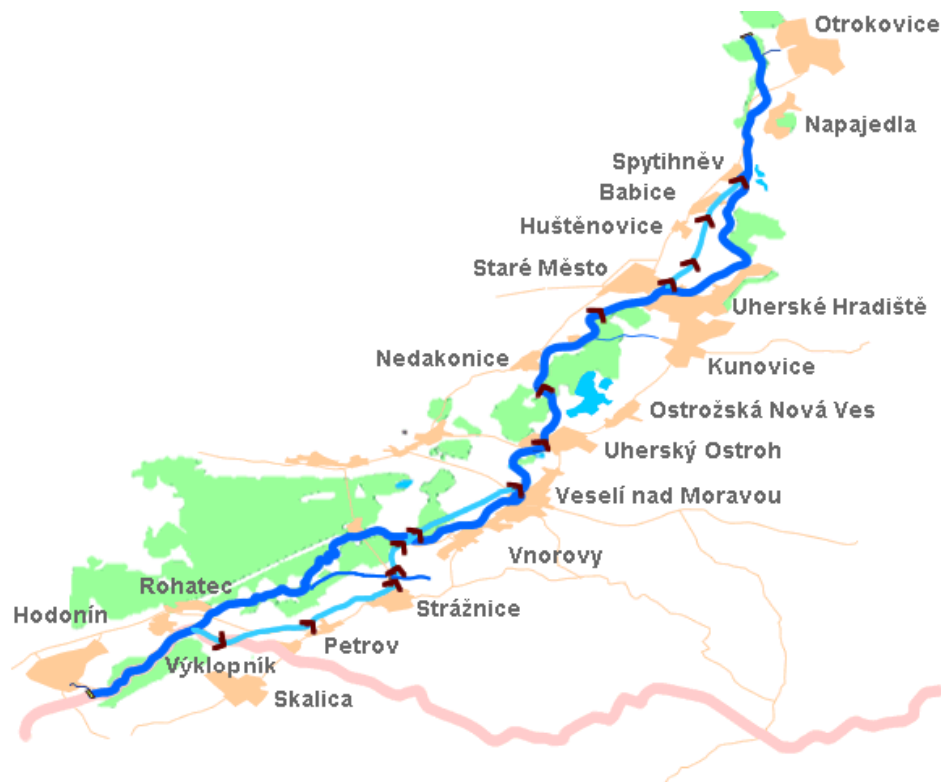 Otrokovice
Napajedla
Spytihněv
Babice
Huštěnovice
Staré Město
Uherské Hradiště
Nedakonice
Kunovice
Ostrožská Nová Ves
Uherský Ostroh
Veselí nad Moravou
Vnorovy
Rohatec
Hodonín
Strážnice
Petrov
Výklopník
Skalica